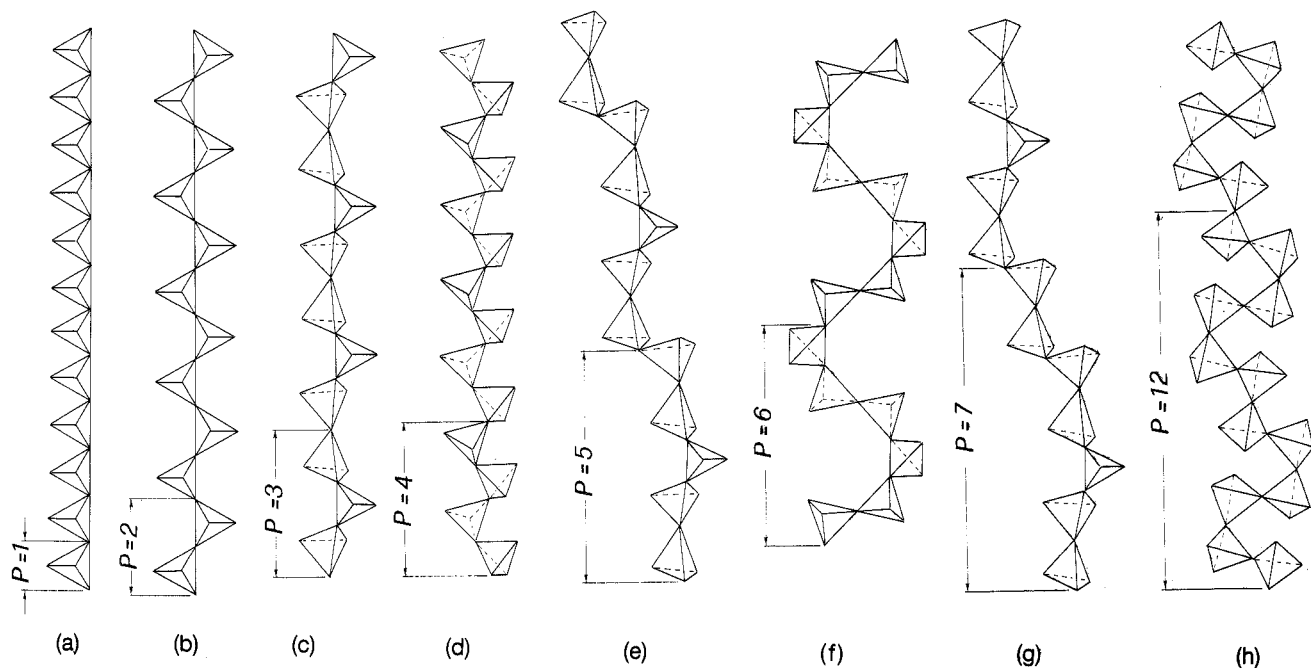 P=1
P=2
P=3
P=4
P=5
P=6
P=7
P=12
(a)
(b)
(c)
(d)
(e)
(f)
(g)
(h)